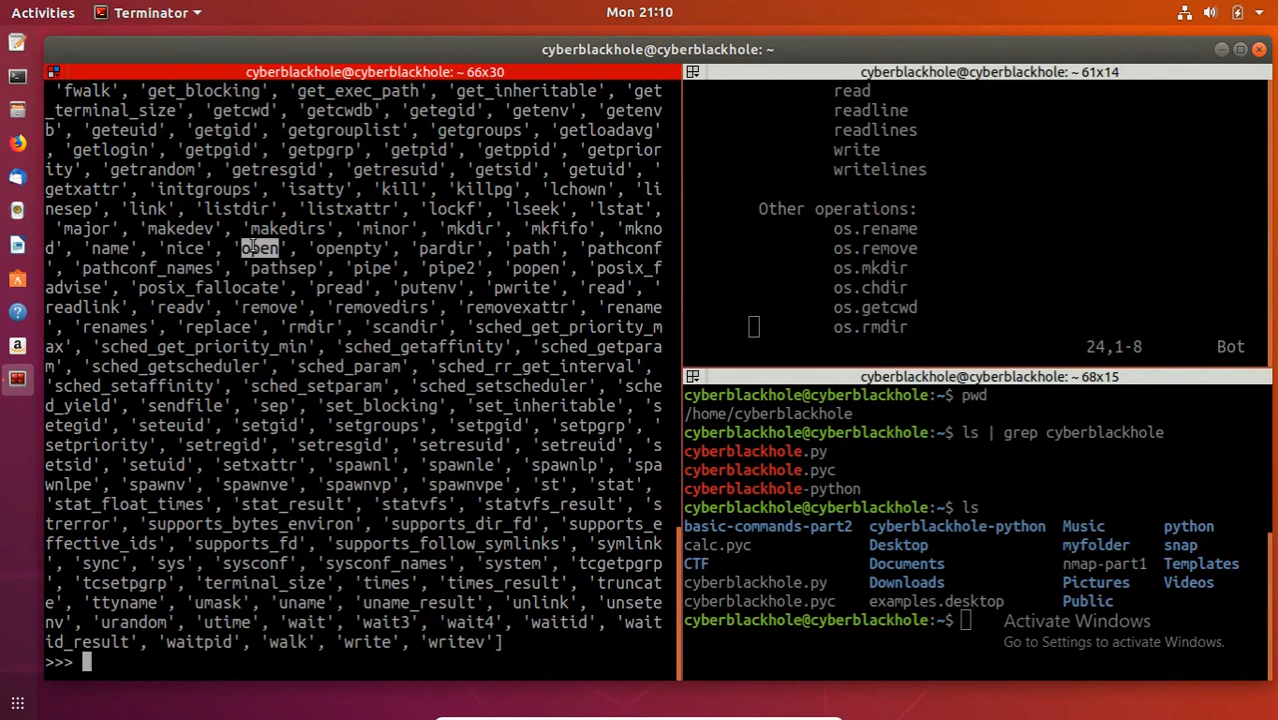 Activities Terminator Mon 21:10
cyberblackhole@cyberblackhole: ~
cyberblackhole@cyberblackhole: ~ 66x30
'fwalk', 'get_blocking', 'get_exec_path', 'get_inheritable', 'get
_terminal_size', 'getcwd', 'getcwdb', 'getegid', 'getenv', 'getenv
b', 'geteuid', 'getgid', 'getgrouplist', 'getgroups', 'getloadavg
', 'getlogin', 'getpgid', 'getpgrp', 'getpid', 'getppid', 'getprior
ity', 'getrandom', 'getresgid', 'getresuid', 'getsid', 'getuid', '
getxattr', 'initgroups', 'isatty', 'kill', 'killpg', 'lchown', 'li
nesep', 'link', 'listdir', 'listxattr', 'lockf', 'lseek', 'lstat',
'major', 'makedev', 'makedirs', 'minor', 'mkdir', 'mkfifo', 'mkno
d', 'name', 'nice', 'open', 'openpty', 'pardir', 'path', 'pathconf
', 'pathconf_names', 'pathsep', 'pipe', 'pipe2', 'popen', 'posix_f
advise', 'posix_fallocate', 'pread', 'putenv', 'pwrite', 'read', '
readlink', 'readv', 'remove', 'removedirs', 'removexattr', 'rename
', 'renames', 'replace', 'rmdir', 'scandir', 'sched_get_priority_m
ax', 'sched_get_priority_min', 'sched_getaffinity', 'sched_getpara
m', 'sched_getscheduler', 'sched_param', 'sched_rr_get_interval',
'sched_setaffinity', 'sched_setparam', 'sched_setscheduler', 'sche
d_yield', 'sendfile', 'sep', 'set_blocking', 'set_inheritable', 's
etegid', 'seteuid', 'setgid', 'setgroups', 'setpgid', 'setpgrp', '
setpriority', 'setregid', 'setresgid', 'setresuid', 'setreuid', 's
etsid', 'setuid', 'setxattr', 'spawnl', 'spawnle', 'spawnlp', 'spa
wnlpe', 'spawnv', 'spawnve', 'spawnvp', 'spawnvpe', 'st', 'stat',
'stat_float_times', 'stat_result', 'statvfs', 'statvfs_result', 's
trerror', 'supports_bytes_environ', 'supports_dir_fd', 'supports_e
ffective_ids', 'supports_fd', 'supports_follow_symlinks', 'symlink
', 'sync', 'sys', 'sysconf', 'sysconf_names', 'system', 'tcgetpgrp
', 'tcsetpgrp', 'terminal_size', 'times', 'times_result', 'truncat
e', 'ttyname', 'umask', 'uname', 'uname_result', 'unlink', 'unsete
nv', 'urandom', 'utime', 'wait', 'wait3', 'wait4', 'waitid', 'wait
id_result', 'waitpid', 'walk', 'write', 'writev']
>>>
cyberblackhole@cyberblackhole: ~ 61x14
read
readline
readlines
write
writelines
Other operations:
os.rename
os.remove
os.mkdir
os.chdir
os.getcwd
os.rmdir
24,1-8 Bot
cyberblackhole@cyberblackhole: ~ 68x15
cyberblackhole@cyberblackhole:~$ pwd
/home/cyberblackhole
cyberblackhole@cyberblackhole:~$ ls | grep cyberblackhole
cyberblackhole.py
cyberblackhole.pyc
cyberblackhole-python
cyberblackhole@cyberblackhole:~$ ls
basic-commands-part2 cyberblackhole-python Music python
calc.pyc Desktop myfolder snap
CTF Documents nmap-part1 Templates
cyberblackhole.py Downloads Pictures Videos
cyberblackhole.pyc examples.desktop Public
cyberblackhole@cyberblackhole:~$
Activate Windows
Go to Settings to activate Windows.